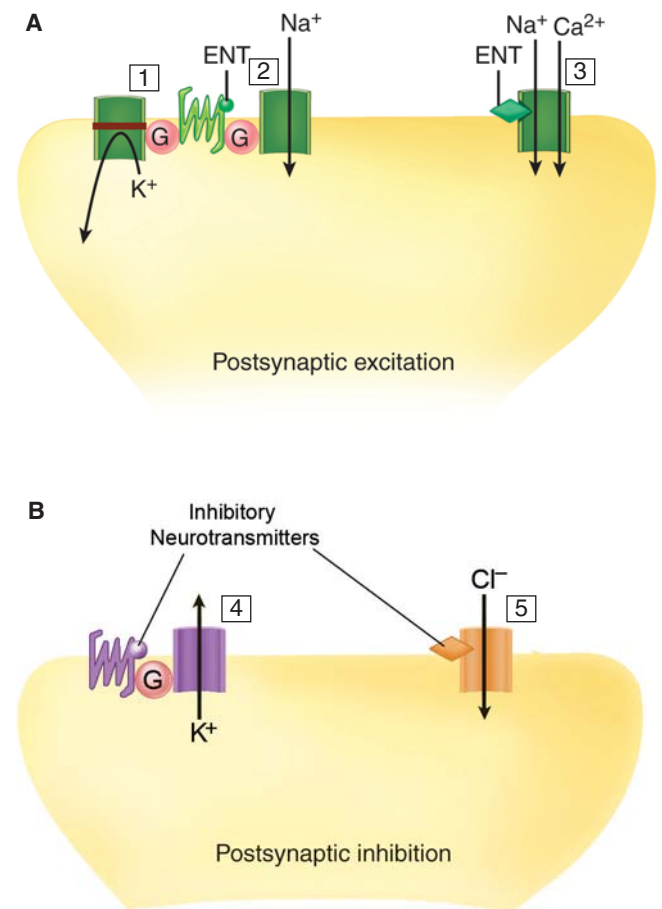 A
Na⁺
Na⁺ Ca²⁺
ENT
ENT
1
2
3
G
G
K⁺
Postsynaptic excitation
B
Inhibitory
Neurotransmitters
Cl⁻
4
5
G
K⁺
Postsynaptic inhibition